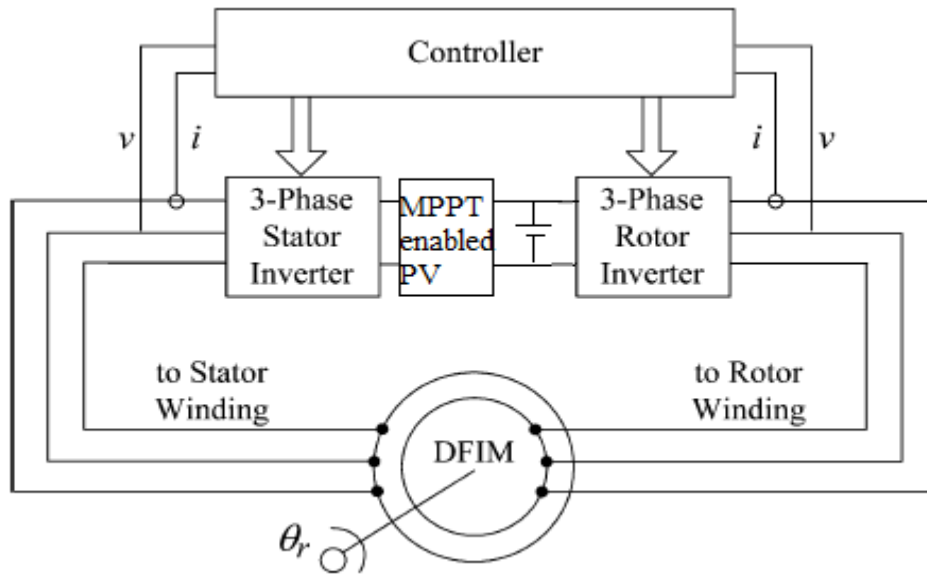 Controller
v
i
i
v
3-Phase
Stator
Inverter
MPPT
enabled
PV
3-Phase
Rotor
Inverter
to Stator
Winding
to Rotor
Winding
DFIM
θr